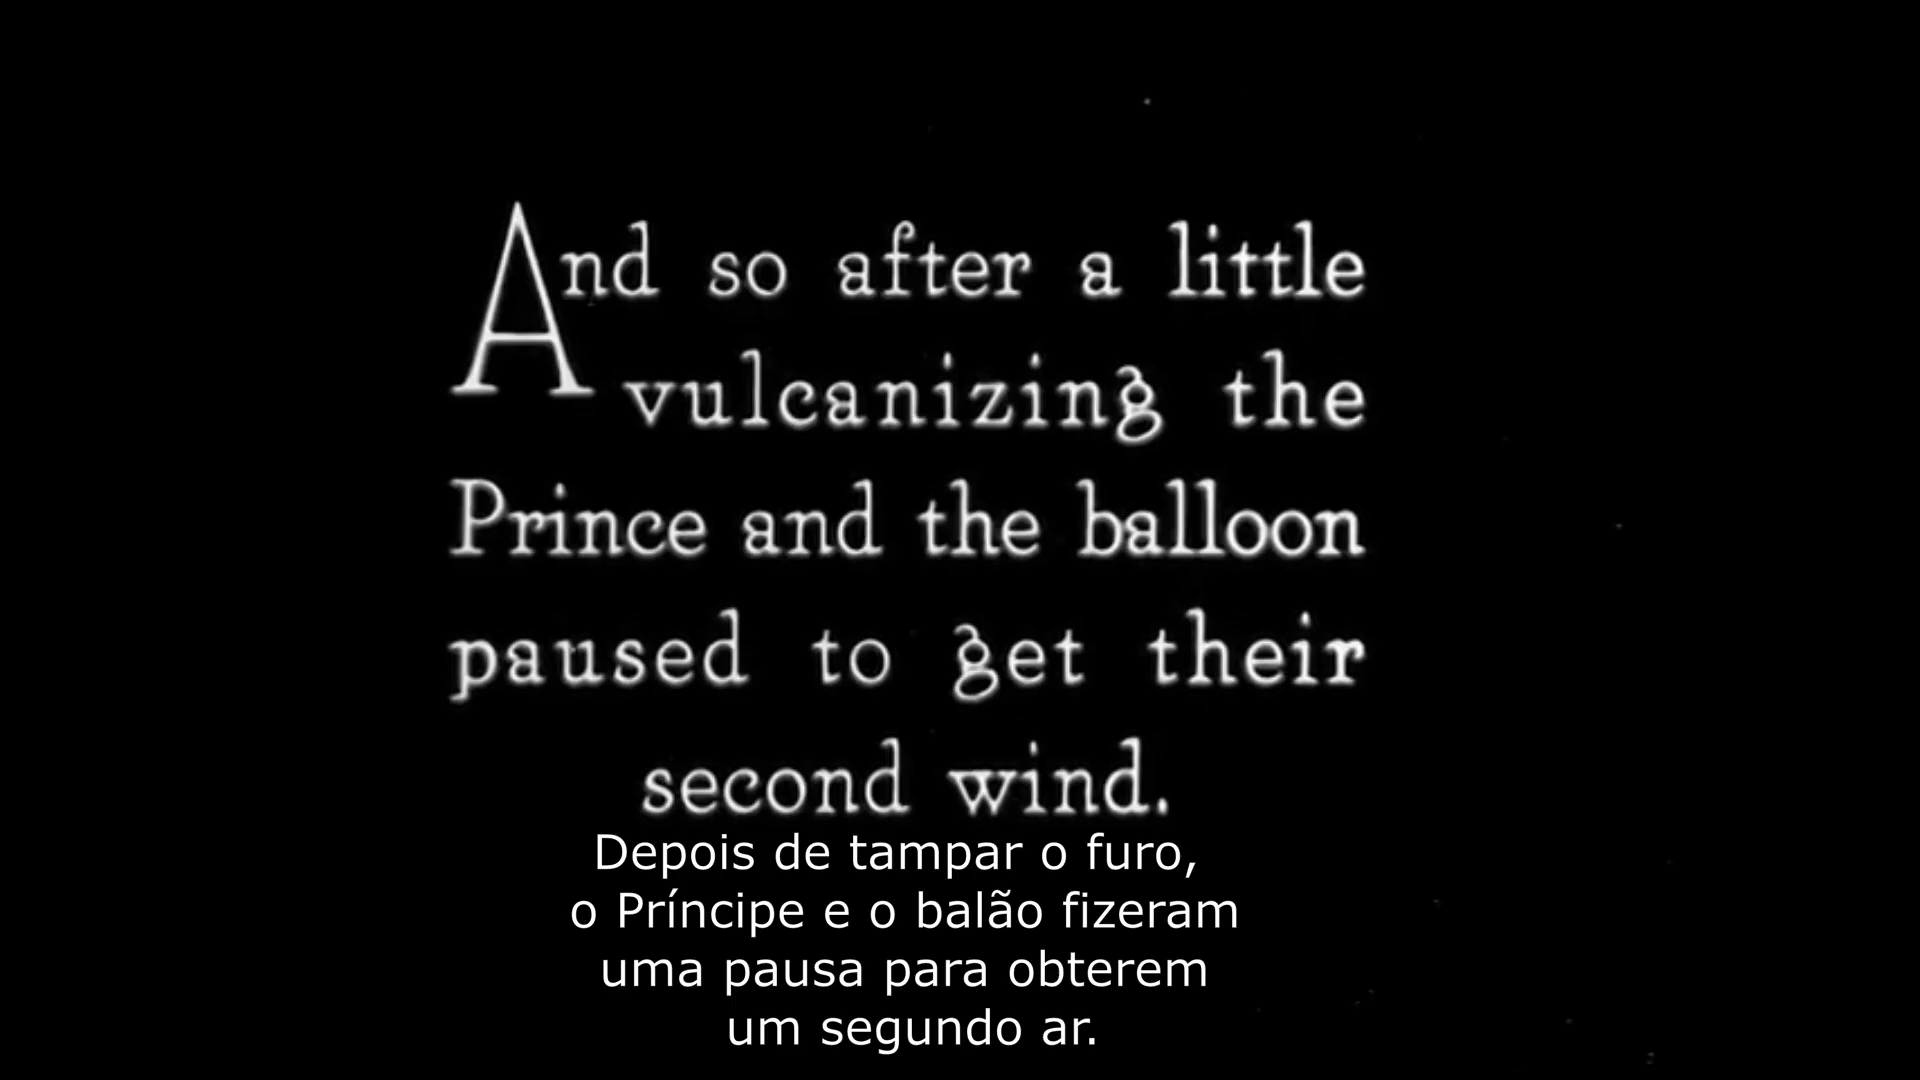 And so after a little
vulcanizing the
Prince and the balloon
paused to get their
second wind.
Depois de tampar o furo,
o Príncipe e o balão fizeram
uma pausa para obterem
um segundo ar.